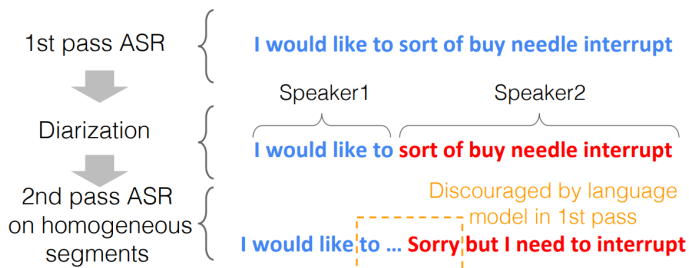 1st pass ASR
I would like to sort of buy needle interrupt
Speaker1
Speaker2
Diarization
I would like to sort of buy needle interrupt
2nd pass ASR
on homogeneous
segments
Discouraged by language
model in 1st pass
I would like to ... Sorry but I need to interrupt